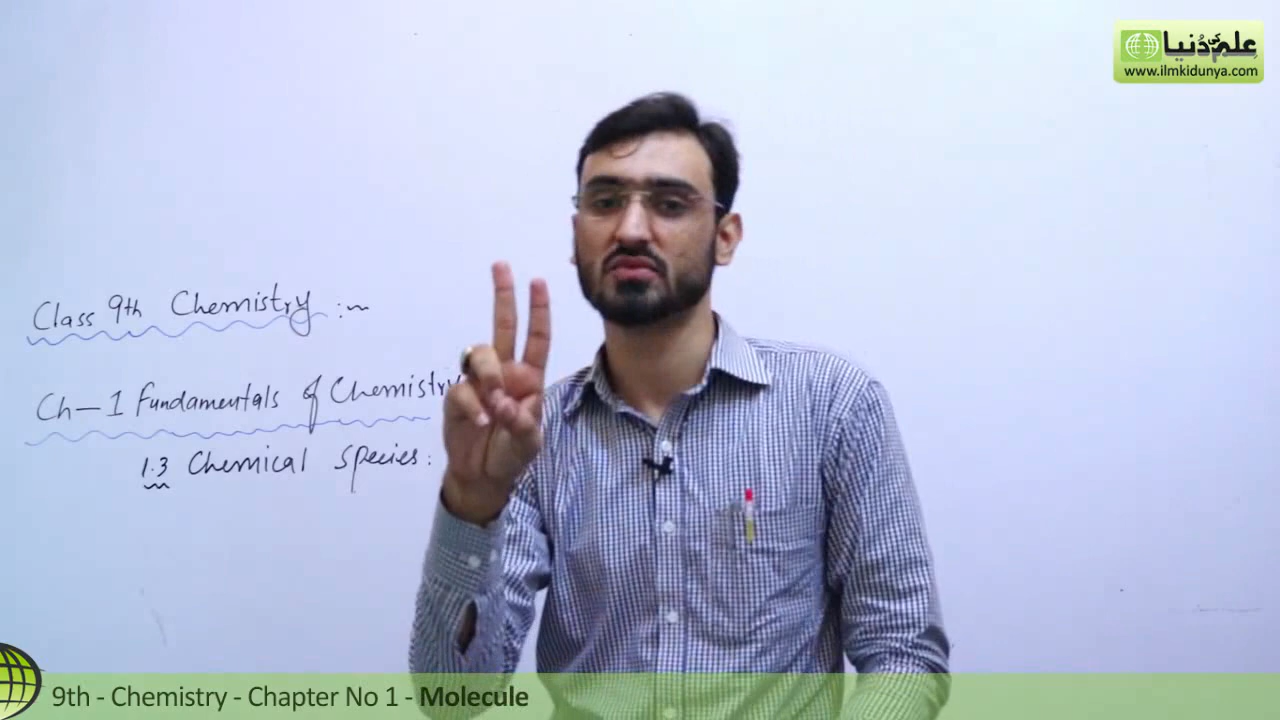 علم کی دُنیا
www.ilmkidunya.com
Class 9th Chemistry :~
Ch-1 Fundamentals of Chemistry
1.3 Chemical Species:
9th - Chemistry - Chapter No 1 - Molecule